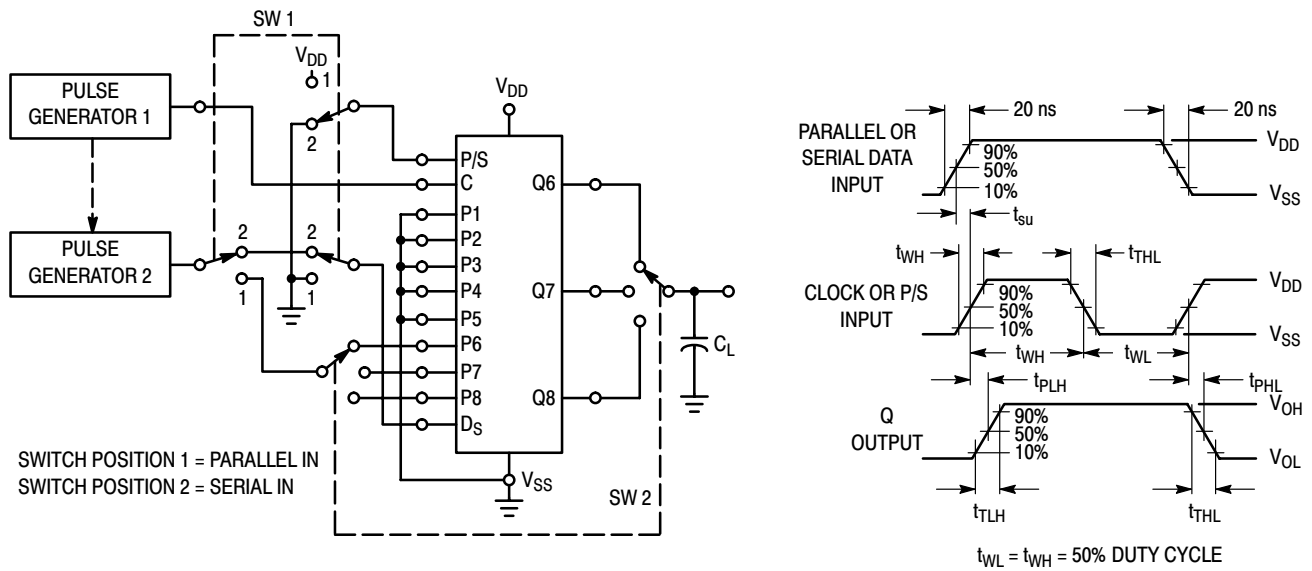 SW 1
VDD
1
2
PULSE
GENERATOR 1
PULSE
GENERATOR 2
2
1
2
1
VDD
P/S
C
P1
P2
P3
P4
P5
P6
P7
P8
DS
Q6
Q7
Q8
VSS
CL
SW 2
SWITCH POSITION 1 = PARALLEL IN
SWITCH POSITION 2 = SERIAL IN
20 ns
20 ns
PARALLEL OR
SERIAL DATA
INPUT
90%
50%
10%
VDD
VSS
tsu
tWH
tTHL
CLOCK OR P/S
INPUT
90%
50%
10%
VDD
VSS
tWH
tWL
tPLH
tPHL
Q
OUTPUT
90%
50%
10%
VOH
VOL
tTLH
tTHL
tWL = tWH = 50% DUTY CYCLE